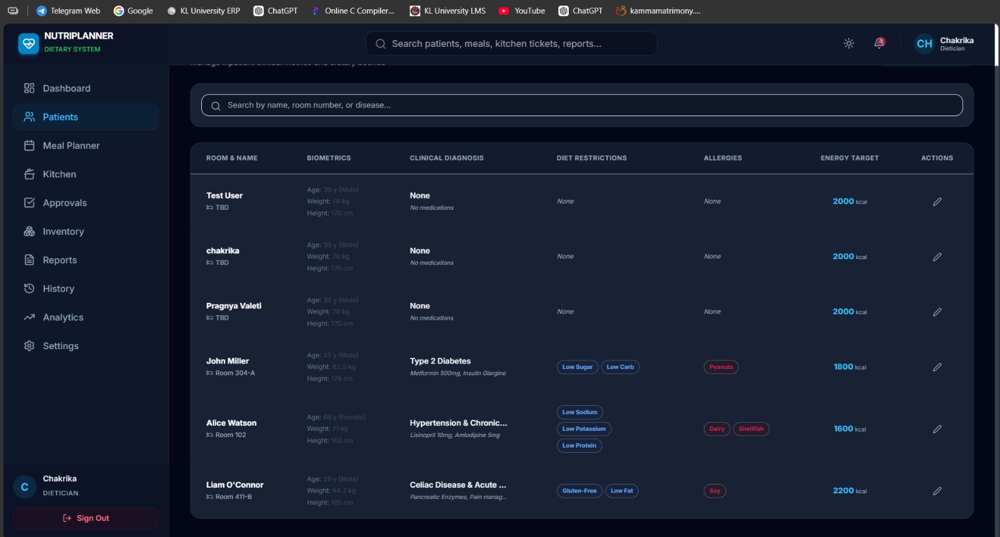 Telegram Web
Google
KL University ERP
ChatGPT
Online C Compiler...
KL University LMS
YouTube
ChatGPT
kammamatrimony....
NUTRIPLANNER
DIETARY SYSTEM
Search patients, meals, kitchen tickets, reports...
4
CH
Chakrika
Dietician
Dashboard
Patients
Meal Planner
Kitchen
Approvals
Inventory
Reports
History
Analytics
Settings
C
Chakrika
DIETICIAN
Sign Out
Manage inpatient clinical metrics and dietary bounds
Search by name, room number, or disease...
ROOM & NAME BIOMETRICS CLINICAL DIAGNOSIS DIET RESTRICTIONS ALLERGIES ENERGY TARGET ACTIONS
Test User
TBD
Age: 30 y (Male)
Weight: 70 kg
Height: 170 cm
None
No medications
None
None
2000 kcal
chakrika
TBD
Age: 30 y (Male)
Weight: 70 kg
Height: 170 cm
None
No medications
None
None
2000 kcal
Pragnya Valeti
TBD
Age: 30 y (Male)
Weight: 70 kg
Height: 170 cm
None
No medications
None
None
2000 kcal
John Miller
Room 304-A
Age: 45 y (Male)
Weight: 82.5 kg
Height: 178 cm
Type 2 Diabetes
Metformin 500mg, Insulin Glargine
Low Sugar
Low Carb
Peanuts
1800 kcal
Alice Watson
Room 102
Age: 68 y (Female)
Weight: 71 kg
Height: 162 cm
Hypertension & Chronic...
Lisinopril 10mg, Amlodipine 5mg
Low Sodium
Low Potassium
Low Protein
Dairy
Shellfish
1600 kcal
Liam O'Connor
Room 411-B
Age: 29 y (Male)
Weight: 94.2 kg
Height: 185 cm
Celiac Disease & Acute ...
Pancreatic Enzymes, Pain manag...
Gluten-Free
Low Fat
Soy
2200 kcal